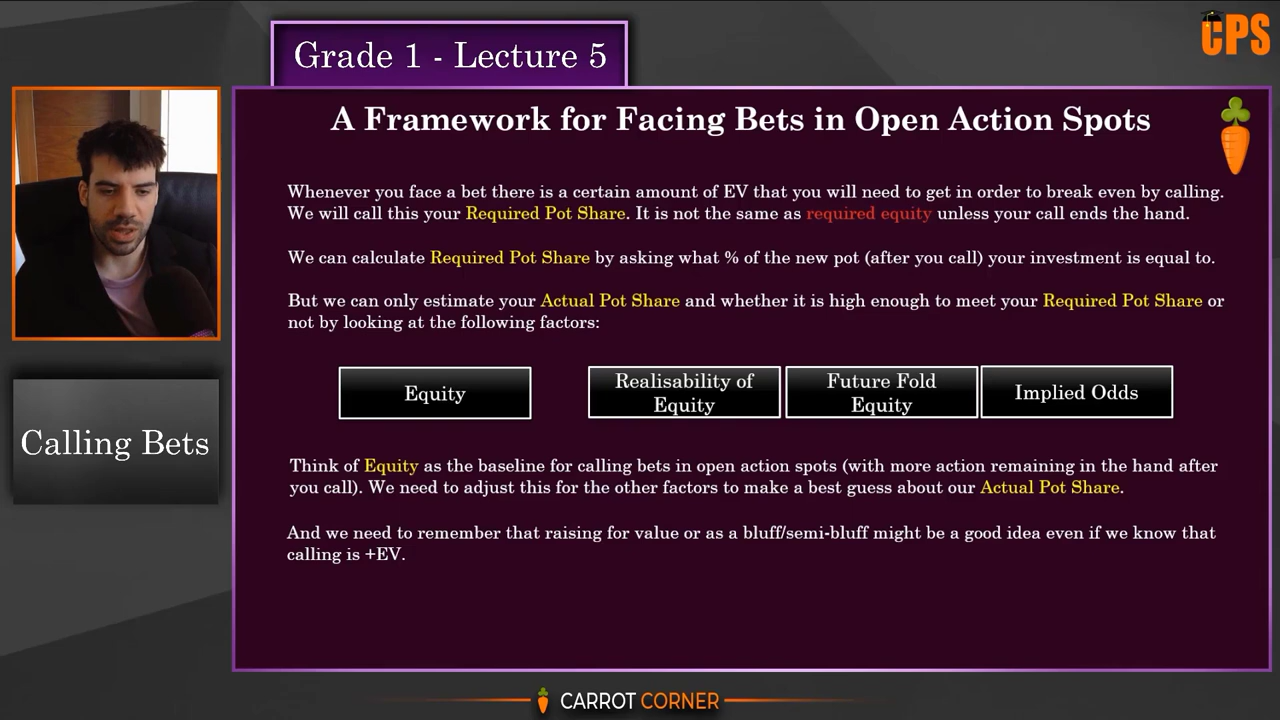 CPS
Grade 1 - Lecture 5
A Framework for Facing Bets in Open Action Spots
Whenever you face a bet there is a certain amount of EV that you will need to get in order to break even by calling.
We will call this your Required Pot Share. It is not the same as required equity unless your call ends the hand.
We can calculate Required Pot Share by asking what % of the new pot (after you call) your investment is equal to.
But we can only estimate your Actual Pot Share and whether it is high enough to meet your Required Pot Share or
not by looking at the following factors:
Equity
Realisability of
Equity
Future Fold
Equity
Implied Odds
Calling Bets
Think of Equity as the baseline for calling bets in open action spots (with more action remaining in the hand after
you call). We need to adjust this for the other factors to make a best guess about our Actual Pot Share.
And we need to remember that raising for value or as a bluff/semi-bluff might be a good idea even if we know that
calling is +EV.
CARROT CORNER